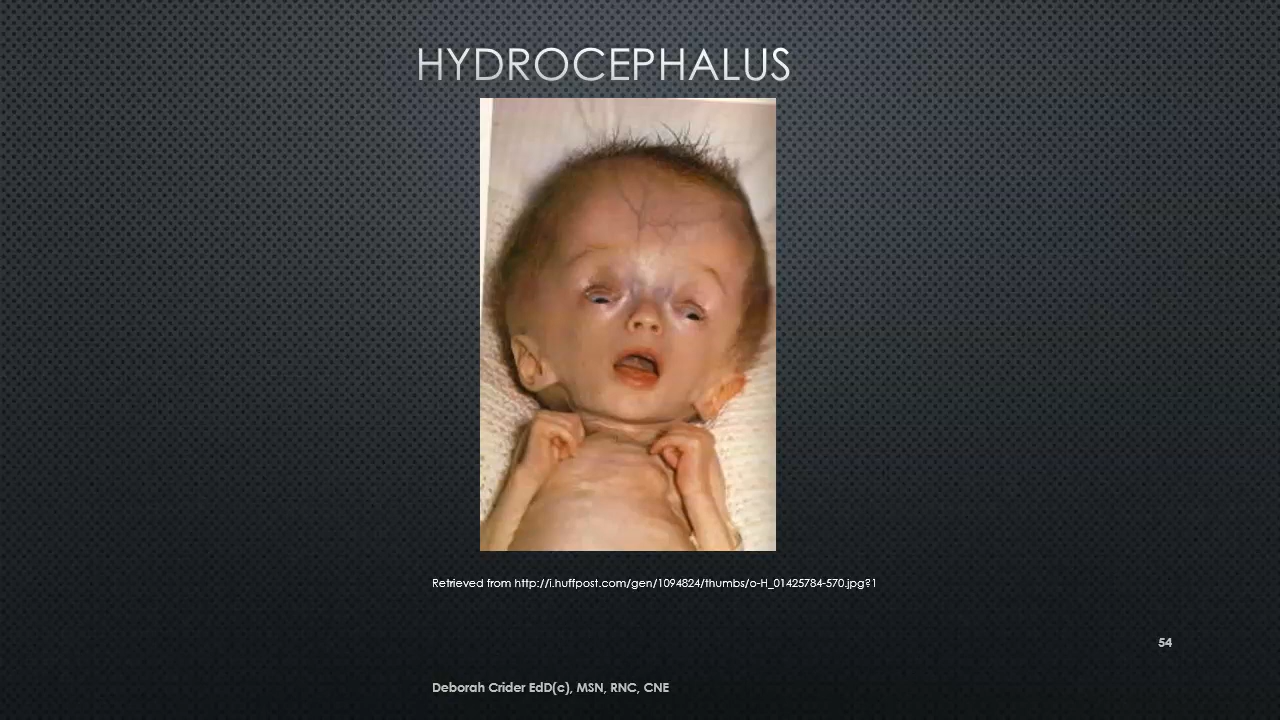 HYDROCEPHALUS
Retrieved from http://i.huffpost.com/gen/1094824/thumbs/o-H_01425784-570.jpg?1
54
Deborah Crider EdD(c), MSN, RNC, CNE